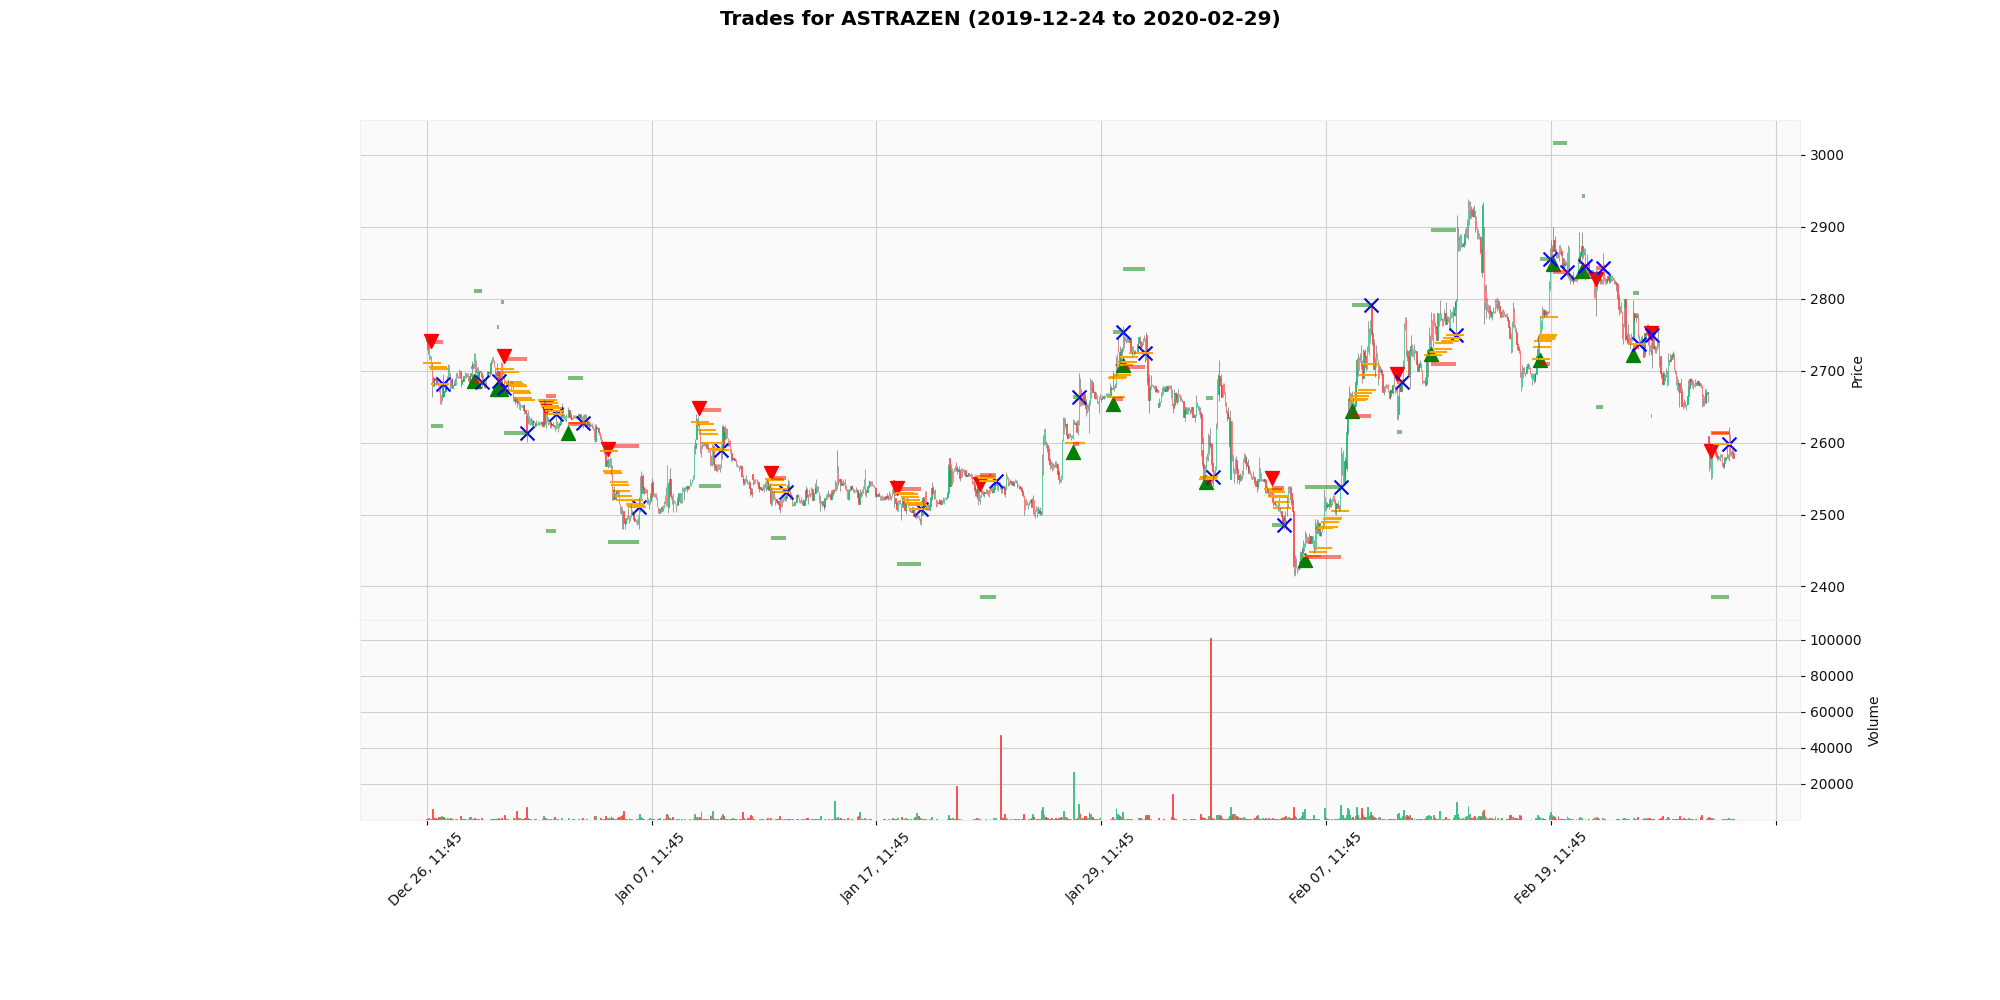 Trades for ASTRAZEN (2019-12-24 to 2020-02-29)
3000
2900
2800
2700
2600
2500
2400
Price
100000
80000
60000
40000
20000
Volume
Dec 26, 11:45
Jan 07, 11:45
Jan 17, 11:45
Jan 29, 11:45
Feb 07, 11:45
Feb 19, 11:45